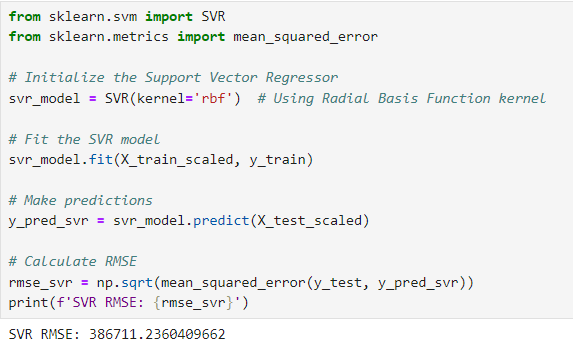 from sklearn.svm import SVR
from sklearn.metrics import mean_squared_error
# Initialize the Support Vector Regressor
svr_model = SVR(kernel='rbf')  # Using Radial Basis Function kernel
# Fit the SVR model
svr_model.fit(X_train_scaled, y_train)
# Make predictions
y_pred_svr = svr_model.predict(X_test_scaled)
# Calculate RMSE
rmse_svr = np.sqrt(mean_squared_error(y_test, y_pred_svr))
print(f'SVR RMSE: {rmse_svr}')
SVR RMSE: 386711.2360409662